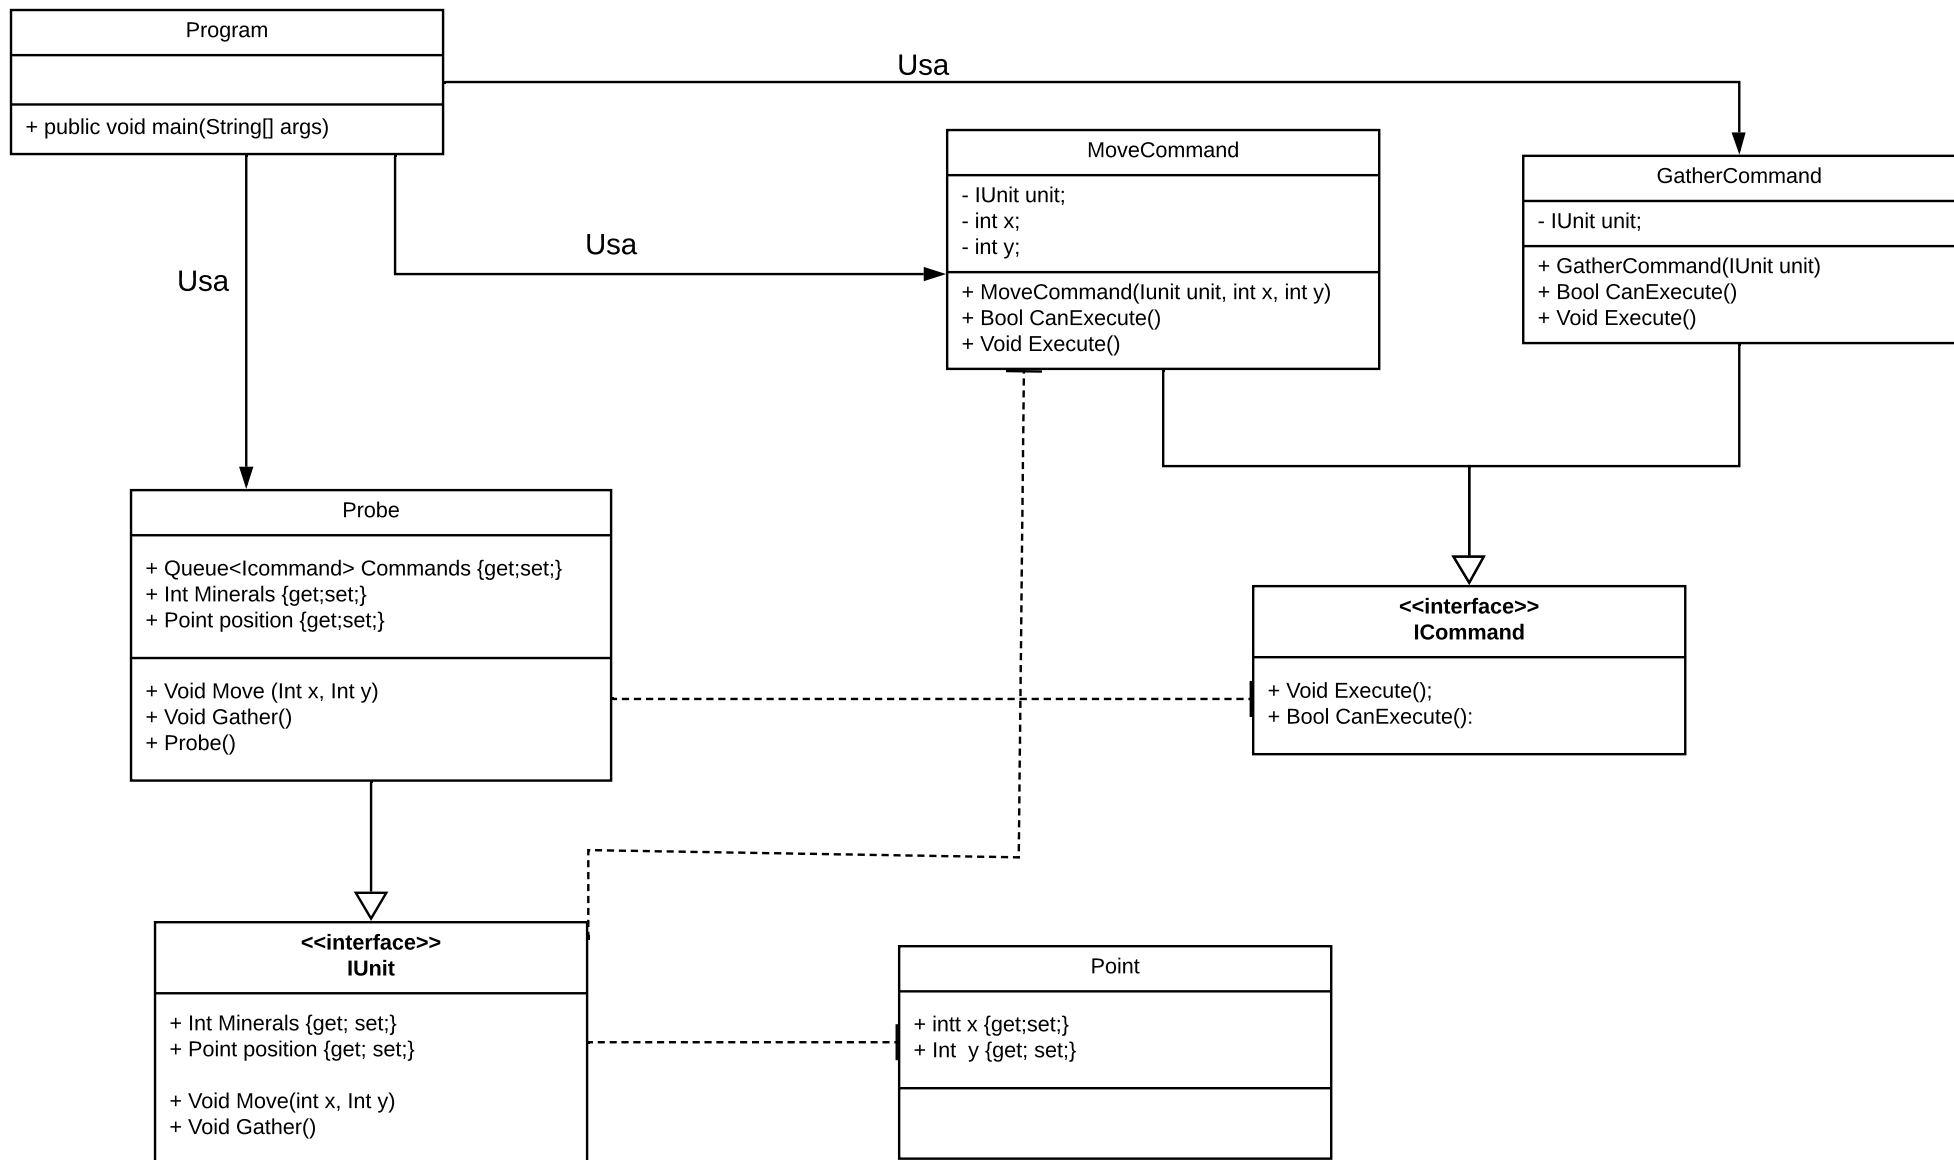 Program
+ public void main(String[] args)
Usa
Usa
Usa
MoveCommand
- IUnit unit;
- int x;
- int y;
+ MoveCommand(Iunit unit, int x, int y)
+ Bool CanExecute()
+ Void Execute()
GatherCommand
- IUnit unit;
+ GatherCommand(IUnit unit)
+ Bool CanExecute()
+ Void Execute()
Probe
+ Queue<Icommand> Commands {get;set;}
+ Int Minerals {get;set;}
+ Point position {get;set;}
+ Void Move (Int x, Int y)
+ Void Gather()
+ Probe()
<<interface>>
ICommand
+ Void Execute();
+ Bool CanExecute():
<<interface>>
IUnit
+ Int Minerals {get; set;}
+ Point position {get; set;}
+ Void Move(int x, Int y)
+ Void Gather()
Point
+ intt x {get;set;}
+ Int  y {get; set;}